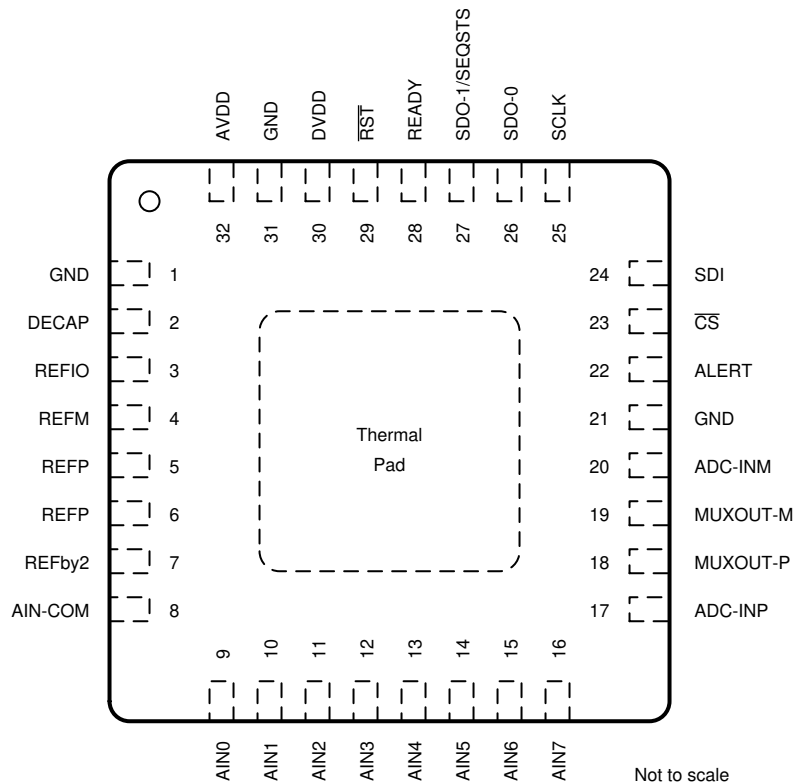 AVDD
GND
DVDD
RST
READY
SDO-1/SEQSTS
SDO-0
SCLK
32
31
30
29
28
27
26
25
GND 1
DECAP 2
REFIO 3
REFM 4
REFP 5
REFP 6
REFby2 7
AIN-COM 8
Thermal
Pad
24 SDI
23 CS
22 ALERT
21 GND
20 ADC-INM
19 MUXOUT-M
18 MUXOUT-P
17 ADC-INP
9
10
11
12
13
14
15
16
AIN0
AIN1
AIN2
AIN3
AIN4
AIN5
AIN6
AIN7
Not to scale